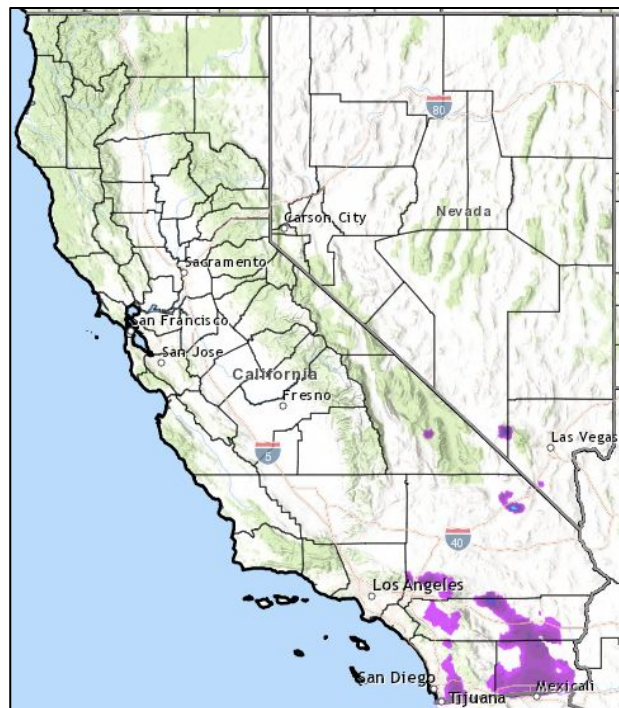 80
Carson City
Nevada
Sacramento
San Francisco
San Jose
California
Fresno
Las Vegas
5
40
Los Angeles
San Diego
Mexicali
Tijuana